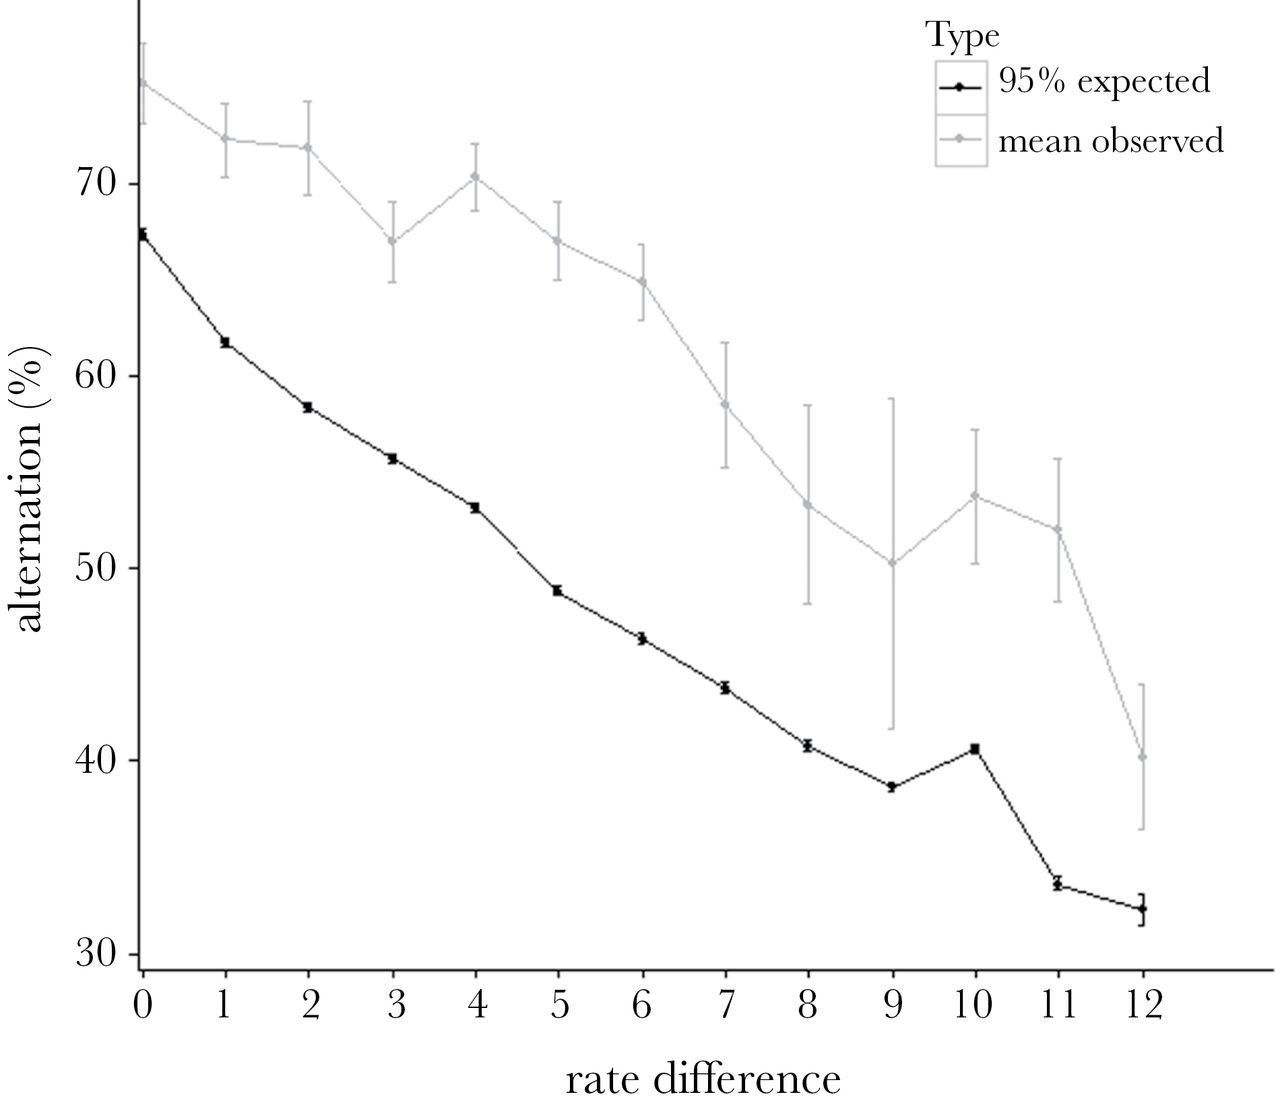 Type
95% expected
mean observed
70
60
50
40
30
alternation (%)
0 1 2 3 4 5 6 7 8 9 10 11 12
rate difference